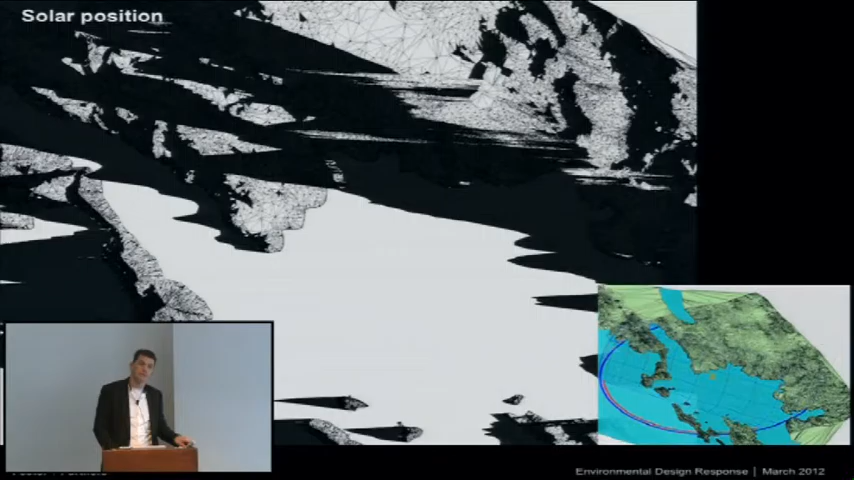 Solar position
Environmental Design Response | March 2012